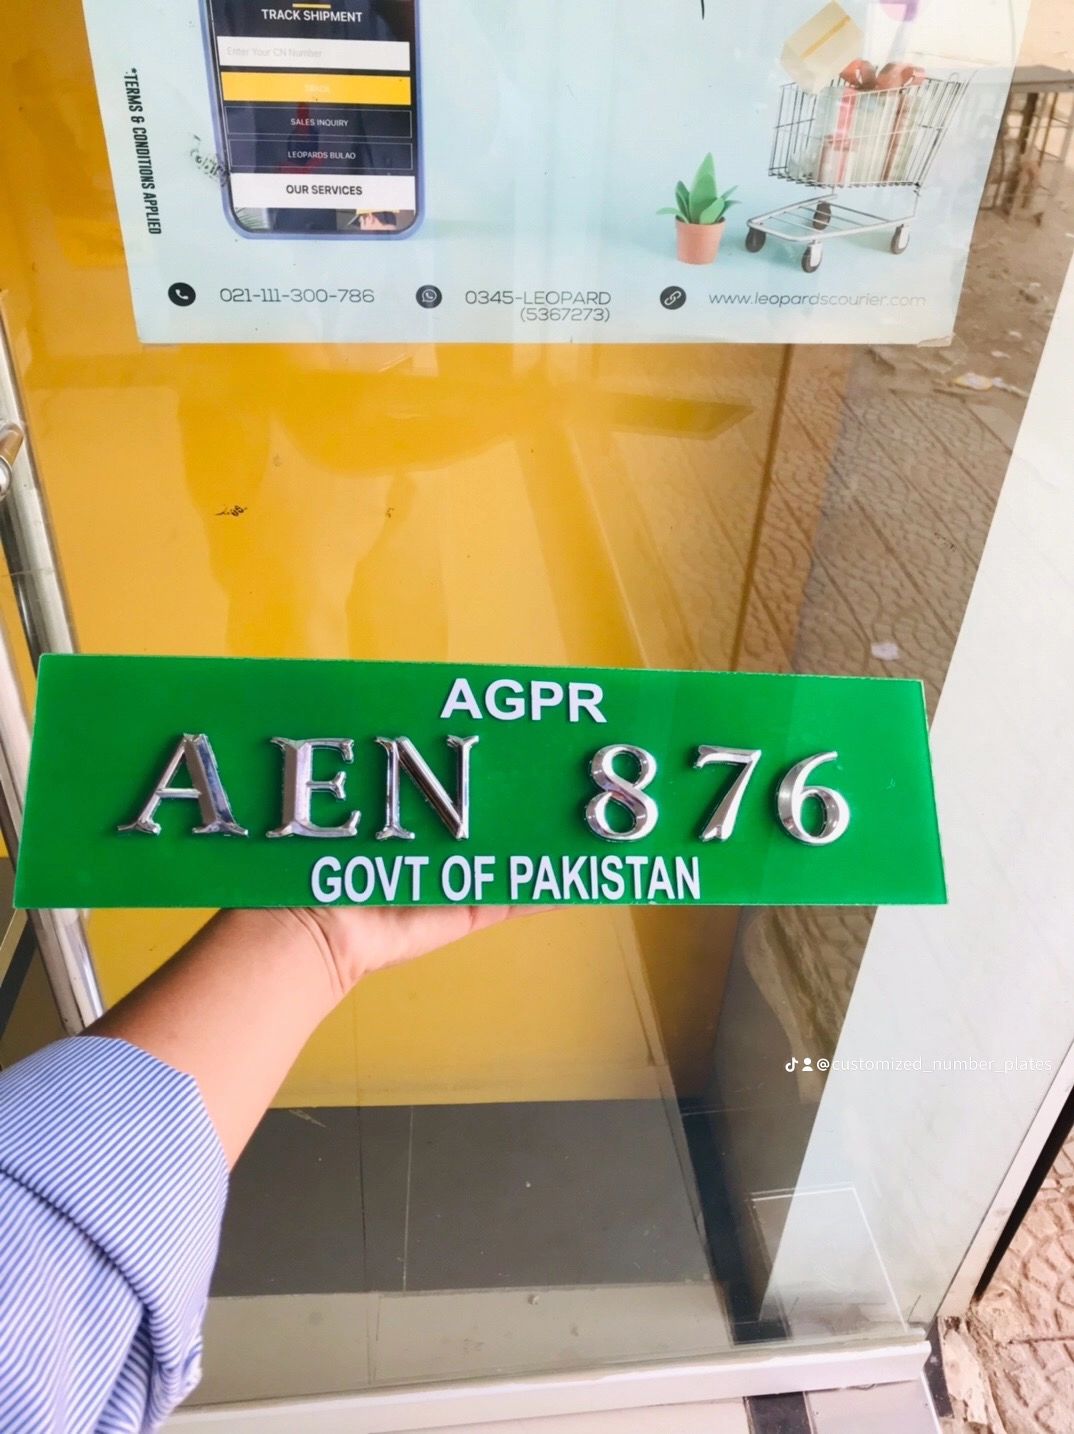 TRACK SHIPMENT
Enter Your CN Number
TRACK
SALES INQUIRY
LEOPARDS BULAO
OUR SERVICES
*TERMS & CONDITIONS APPLIED
021-111-300-786
0345-LEOPARD
(5367273)
www.leopardscourier.com
AGPR
AEN 876
GOVT OF PAKISTAN
@customized_number_plates